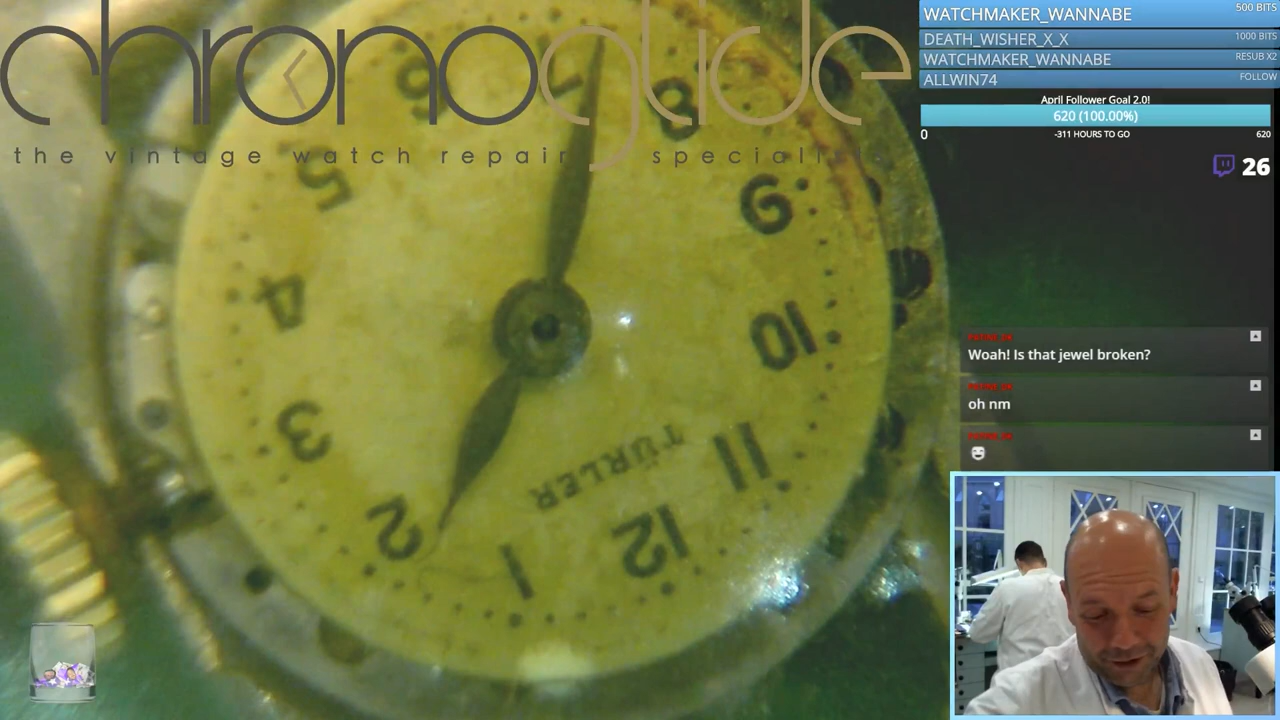 chronoglide
the vintage watch repair specialist
WATCHMAKER_WANNABE 500 BITS
DEATH_WISHER_X_X 1000 BITS
WATCHMAKER_WANNABE RESUB X2
ALLWIN74 FOLLOW
April Follower Goal 2.0!
620 (100.00%)
0 -311 HOURS TO GO 620
26
6 7 8
5 9
4 10
3 11
2 1 12
TÜRLER
Woah! Is that jewel broken?
oh nm